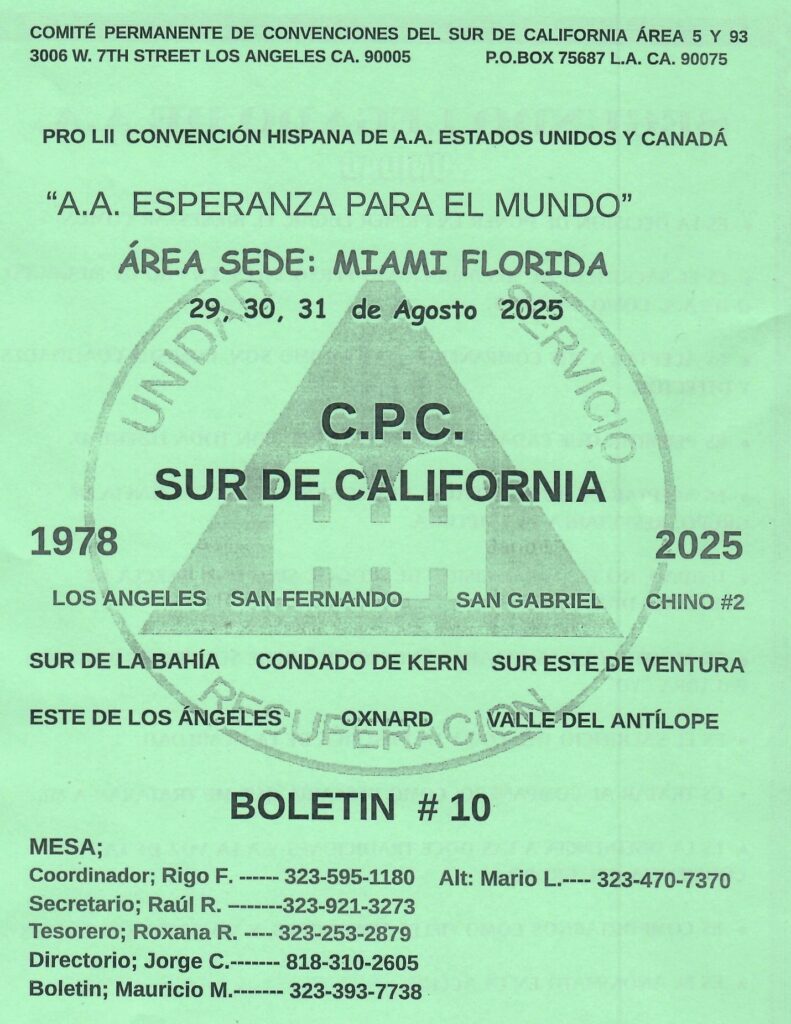 COMITÉ PERMANENTE DE CONVENCIONES DEL SUR DE CALIFORNIA ÁREA 5 Y 93
3006 W. 7TH STREET LOS ANGELES CA. 90005 P.O.BOX 75687 L.A. CA. 90075
PRO LII CONVENCIÓN HISPANA DE A.A. ESTADOS UNIDOS Y CANADÁ
“A.A. ESPERANZA PARA EL MUNDO”
ÁREA SEDE: MIAMI FLORIDA
29, 30, 31 de Agosto 2025
UNIDAD
SERVICIO
C.P.C.
SUR DE CALIFORNIA
1978 2025
LOS ANGELES SAN FERNANDO SAN GABRIEL CHINO #2
SUR DE LA BAHÍA CONDADO DE KERN SUR ESTE DE VENTURA
ESTE DE LOS ÁNGELES OXNARD VALLE DEL ANTÍLOPE
RECUPERACION
BOLETIN # 10
MESA;
Coordinador; Rigo F. ------ 323-595-1180 Alt: Mario L.---- 323-470-7370
Secretario; Raúl R. –-------323-921-3273
Tesorero; Roxana R. ---- 323-253-2879
Directorio; Jorge C.------- 818-310-2605
Boletin; Mauricio M.------- 323-393-7738